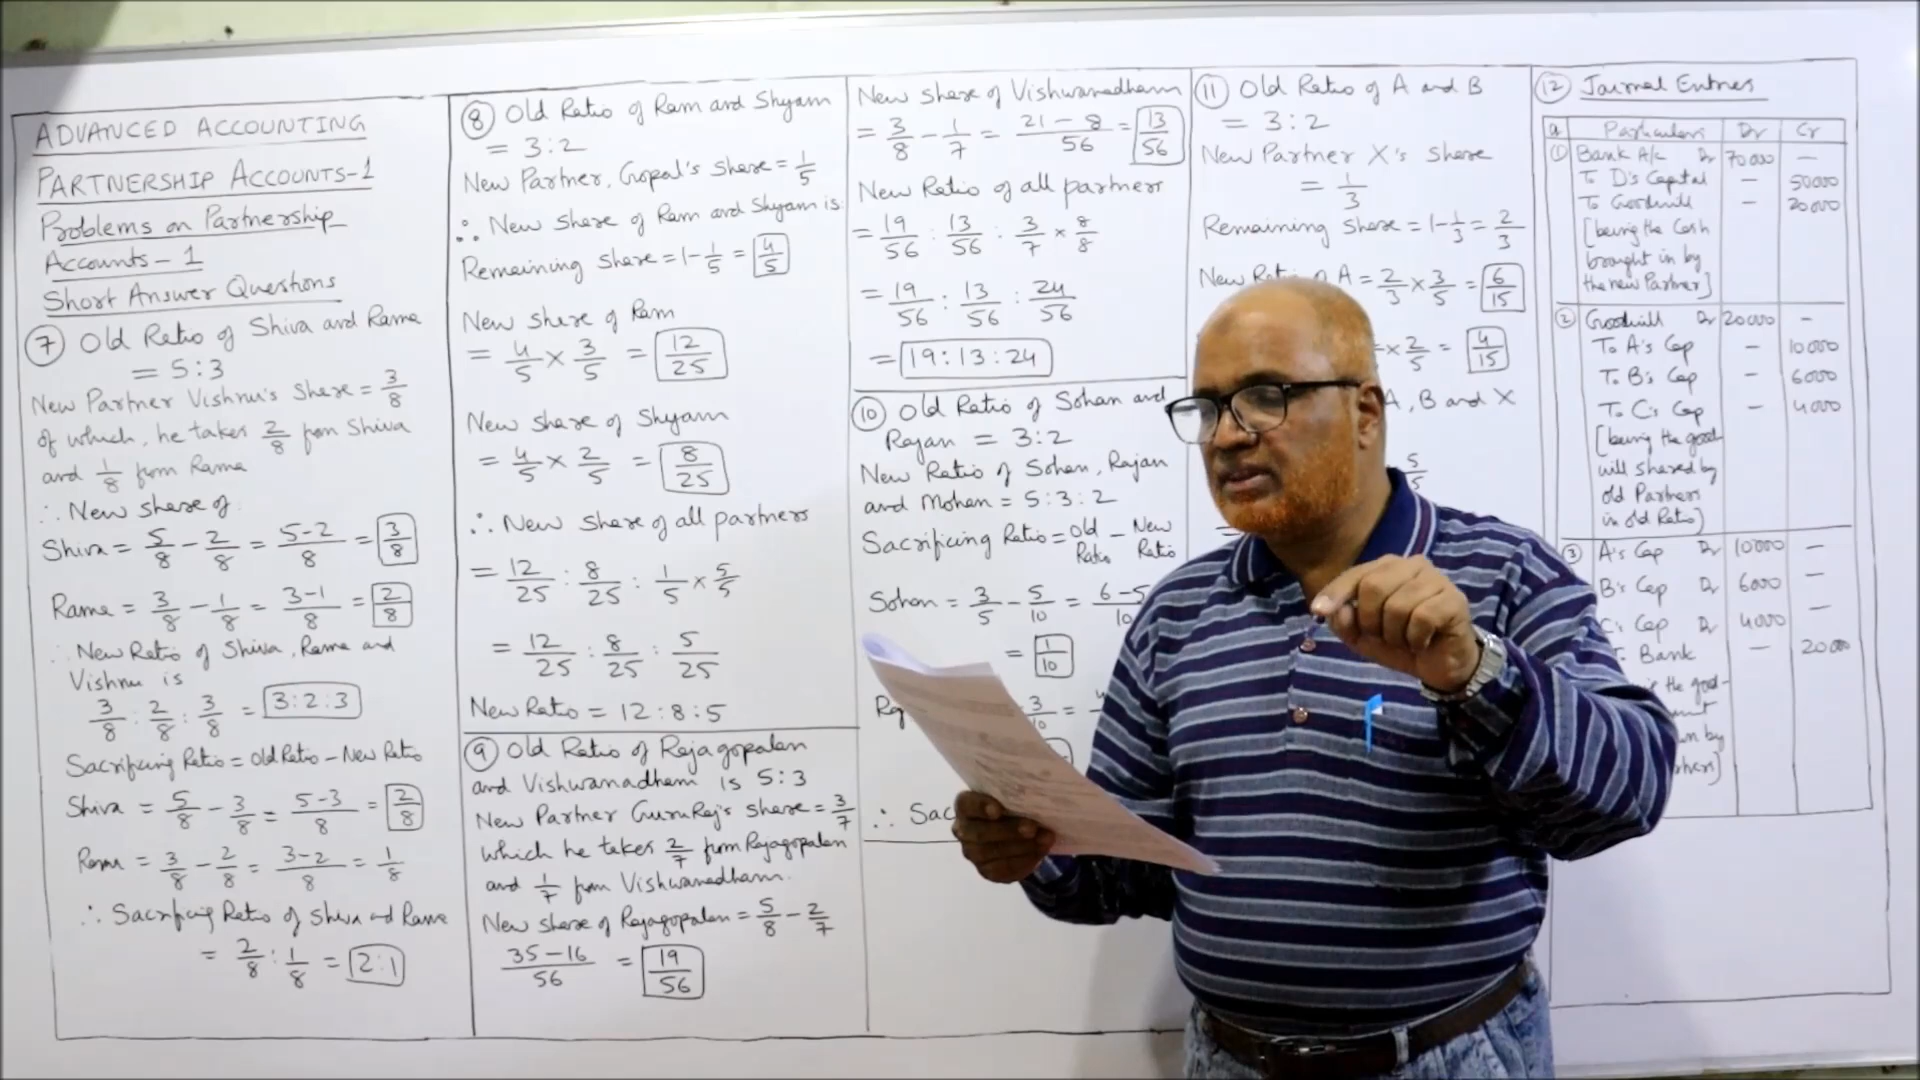 ADVANCED ACCOUNTING
PARTNERSHIP ACCOUNTS-1
Problems on Partnership
Accounts-1
Short Answer Questions
⑦ Old Ratio of Shiva and Rama
= 5:3
New Partner Vishnu's Share = 3/8
of which, he takes 2/8 from Shiva
and 1/8 from Rama
∴ New Share of
Shiva = 5/8 - 2/8 = 5-2/8 = 3/8
Rama = 3/8 - 1/8 = 3-1/8 = 2/8
∴ New Ratio of Shiva, Rama and
Vishnu is
3/8 : 2/8 : 3/8 = 3:2:3
Sacrificing Ratio = Old Ratio - New Ratio
Shiva = 5/8 - 3/8 = 5-3/8 = 2/8
Rama = 3/8 - 2/8 = 3-2/8 = 1/8
∴ Sacrificing Ratio of Shiva and Rama
= 2/8 : 1/8 = 2:1
⑧ Old Ratio of Ram and Shyam
= 3:2
New Partner, Gopal's Share = 1/5
∴ New Share of Ram and Shyam is:
Remaining Share = 1-1/5 = 4/5
New Share of Ram
= 4/5 × 3/5 = 12/25
New Share of Shyam
= 4/5 × 2/5 = 8/25
∴ New Share of all partners
= 12/25 : 8/25 : 1/5 × 5/5
= 12/25 : 8/25 : 5/25
New Ratio = 12:8:5
⑨ Old Ratio of Rajagopalan
and Vishwanadham is 5:3
New Partner GuruRaj's Share = 3/7
which he takes 2/7 from Rajagopalan
and 1/7 from Vishwanadham.
New Share of Rajagopalan = 5/8 - 2/7
35-16/56 = 19/56
New Share of Vishwanadham
= 3/8 - 1/7 = 21-8/56 = 13/56
New Ratio of all partners
= 19/56 : 13/56 : 3/7 × 8/8
= 19/56 : 13/56 : 24/56
= 19:13:24
⑩ Old Ratio of Sohan and
Rajan = 3:2
New Ratio of Sohan, Rajan
and Mohan = 5:3:2
Sacrificing Ratio = Old Ratio - New Ratio
Sohan = 3/5 - 5/10 = 6-5/10
= 1/10
3/10 =
∴ Sac
⑪ Old Ratio of A and B
= 3:2
New Partner X's Share
= 1/3
Remaining Share = 1-1/3 = 2/3
New Ratio of A = 2/3 × 3/5 = 6/15
× 2/5 = 4/15
A, B and X
5/5
=
⑫ Journal Entries
Particulars Dr Cr
① Bank A/c Dr 70000 -
To D's Capital - 50000
To Goodwill - 20000
[being the Cash
brought in by
the new Partner]
② Goodwill Dr 20000 -
To A's Cap - 10000
To B's Cap - 6000
To C's Cap - 4000
[being the good
will shared by
old Partners
in old Ratio]
③ A's Cap Dr 10000 -
B's Cap Dr 6000 -
C's Cap Dr 4000 -
Bank - 20000
the good-